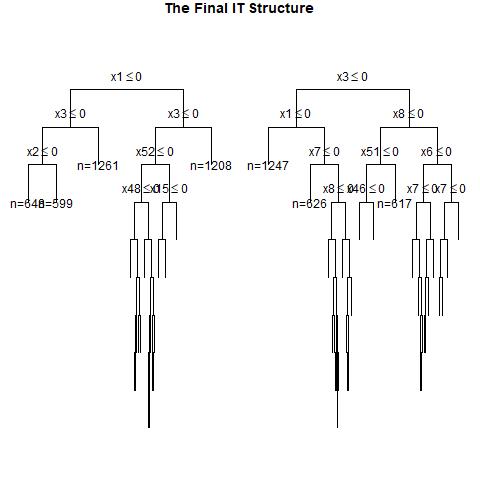 The Final IT Structure
x1 ≤ 0
x3 ≤ 0
x3 ≤ 0
x3 ≤ 0
x1 ≤ 0
x8 ≤ 0
x2 ≤ 0
n=1261
x52 ≤ 0
n=1208
n=1247
x7 ≤ 0
x51 ≤ 0
x6 ≤ 0
n=599
x48 ≤ 0
x15 ≤ 0
n=626
x8 ≤ 0
x46 ≤ 0
n=617
x7 ≤ 0
x7 ≤ 0